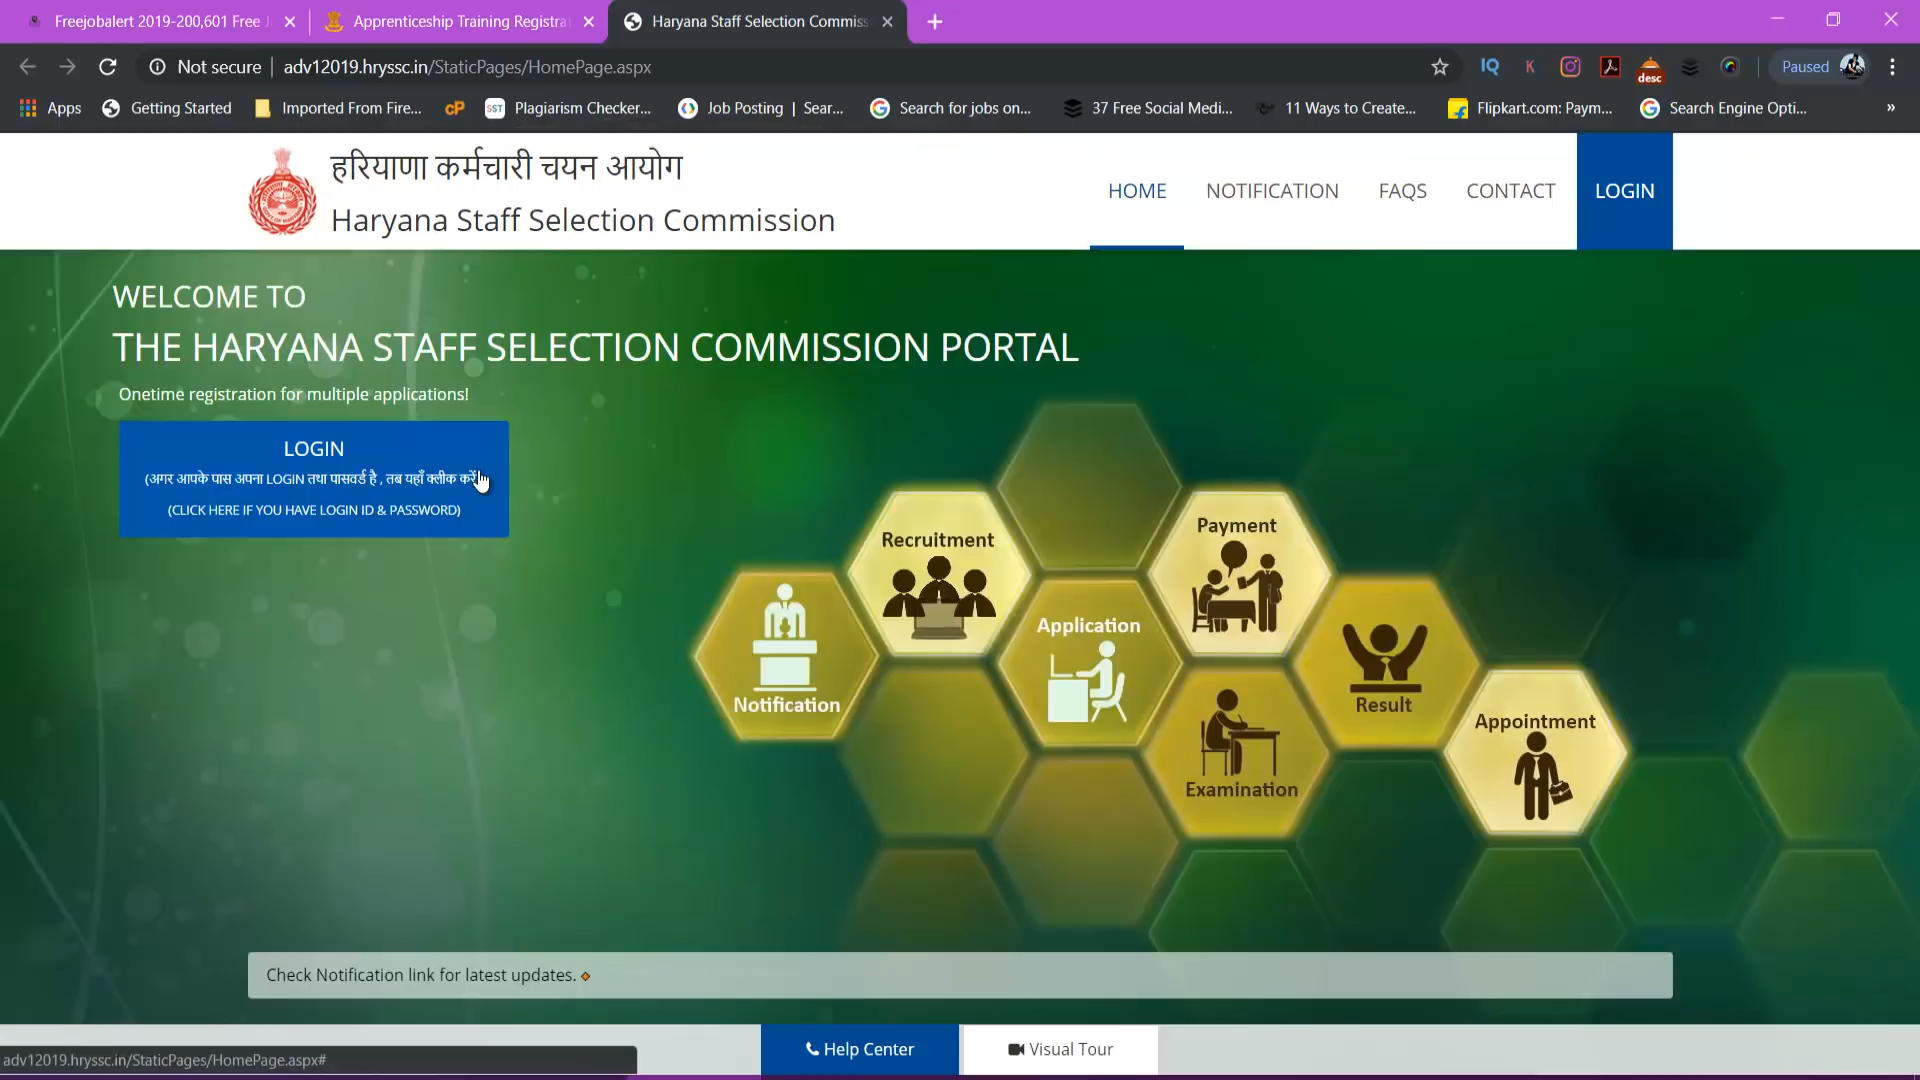 Freejobalert 2019-200,601 Free J
Apprenticeship Training Registra
Haryana Staff Selection Commiss
Not secure
adv12019.hryssc.in/StaticPages/HomePage.aspx
IQ
K
desc
Paused
Apps
Getting Started
Imported From Fire...
cP
SST
Plagiarism Checker...
Job Posting | Sear...
Search for jobs on...
37 Free Social Medi...
11 Ways to Create...
Flipkart.com: Paym...
Search Engine Opti...
»
हरियाणा कर्मचारी चयन आयोग
Haryana Staff Selection Commission
HOME
NOTIFICATION
FAQS
CONTACT
LOGIN
WELCOME TO
THE HARYANA STAFF SELECTION COMMISSION PORTAL
Onetime registration for multiple applications!
LOGIN
(अगर आपके पास अपना LOGIN तथा पासवर्ड है , तब यहाँ क्लीक करें
(CLICK HERE IF YOU HAVE LOGIN ID & PASSWORD)
Recruitment
Payment
Application
Notification
Result
Appointment
Examination
Check Notification link for latest updates.
Help Center
Visual Tour
adv12019.hryssc.in/StaticPages/HomePage.aspx#